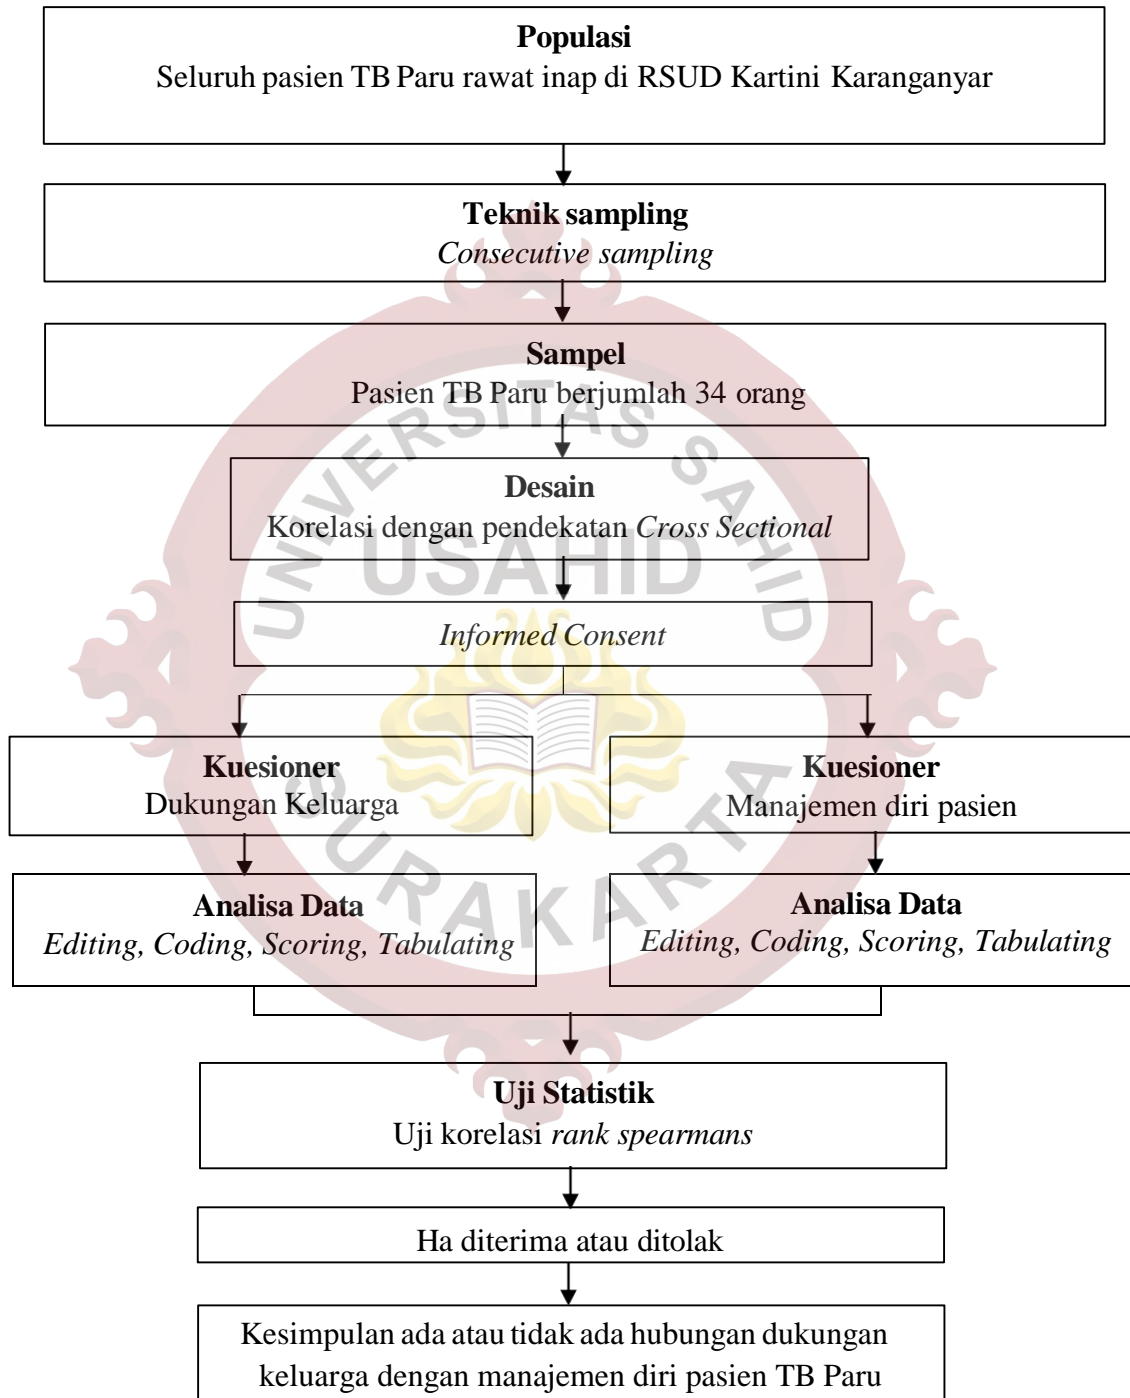 Populasi
Seluruh pasien TB Paru rawat inap di RSUD Kartini Karanganyar
Teknik sampling
Consecutive sampling
Sampel
Pasien TB Paru berjumlah 34 orang
Desain
Korelasi dengan pendekatan Cross Sectional
Informed Consent
Kuesioner
Dukungan Keluarga
Kuesioner
Manajemen diri pasien
Analisa Data
Editing, Coding, Scoring, Tabulating
Analisa Data
Editing, Coding, Scoring, Tabulating
Uji Statistik
Uji korelasi rank spearmans
Ha diterima atau ditolak
Kesimpulan ada atau tidak ada hubungan dukungan
keluarga dengan manajemen diri pasien TB Paru
UNIVERSITAS SAHID
USAHID
SURAKARTA